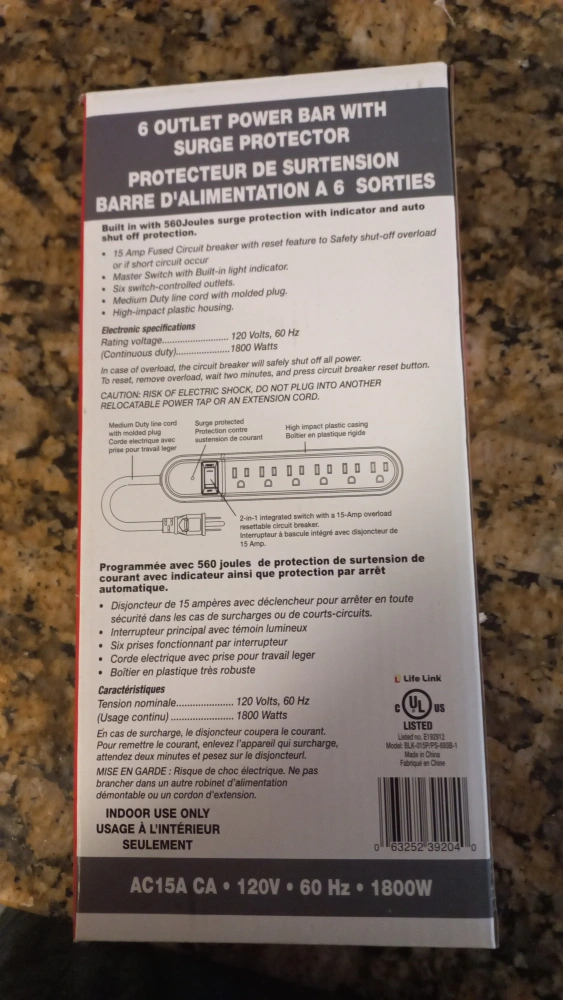 6 OUTLET POWER BAR WITH
SURGE PROTECTOR
PROTECTEUR DE SURTENSION
BARRE D'ALIMENTATION A 6 SORTIES
Built in with 560Joules surge protection with indicator and auto
shut off protection.
• 15 Amp Fused Circuit breaker with reset feature to Safety shut-off overload
or if short circuit occur
• Master Switch with Built-in light indicator.
• Six switch-controlled outlets.
• Medium Duty line cord with molded plug.
• High-impact plastic housing.
Electronic specifications
Rating voltage...................... 120 Volts, 60 Hz
(Continuous duty)................. 1800 Watts
In case of overload, the circuit breaker will safely shut off all power.
To reset, remove overload, wait two minutes, and press circuit breaker reset button.
CAUTION: RISK OF ELECTRIC SHOCK, DO NOT PLUG INTO ANOTHER
RELOCATABLE POWER TAP OR AN EXTENSION CORD.
Medium Duty line cord
with molded plug
Corde electrique avec
prise pour travail leger
Surge protected
Protection contre
sustension de courant
High impact plastic casing
Boîtier en plastique rigide
2-in-1 integrated switch with a 15-Amp overload
resettable circuit breaker.
Interrupteur à bascule intégré avec disjoncteur de
15 Amp.
Programmée avec 560 joules de protection de surtension de
courant avec indicateur ainsi que protection par arrêt
automatique.
• Disjoncteur de 15 ampères avec déclencheur pour arrêter en toute
sécurité dans les cas de surcharges ou de courts-circuits.
• Interrupteur principal avec témoin lumineux
• Six prises fonctionnant par interrupteur
• Corde electrique avec prise pour travail leger
• Boîtier en plastique très robuste
Caractéristiques
Tension nominale................... 120 Volts, 60 Hz
(Usage continu) ..................... 1800 Watts
En cas de surcharge, le disjoncteur coupera le courant.
Pour remettre le courant, enlevez l'appareil qui surcharge,
attendez deux minutes et pesez sur le disjoncteurl.
MISE EN GARDE : Risque de choc électrique. Ne pas
brancher dans un autre robinet d'alimentation
démontable ou un cordon d'extension.
INDOOR USE ONLY
USAGE À L'INTÉRIEUR
SEULEMENT
Life Link
C UL US
LISTED
Listed no. E192912
Made in China
Fabriqué en Chine
0 63252 39204 0
AC15A CA • 120V • 60 Hz • 1800W